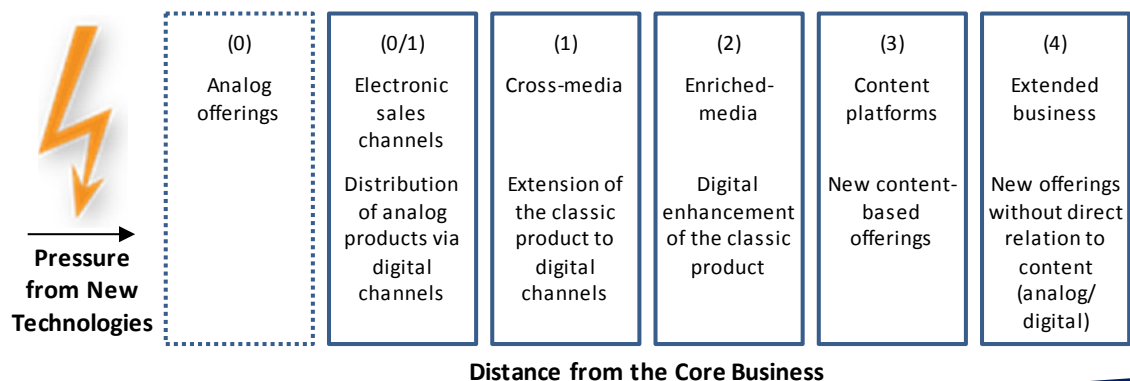 (0)
Analog
offerings
(0/1)
Electronic
sales
channels
Distribution
of analog
products via
digital
channels
(1)
Cross-media
Extension of
the classic
product to
digital
channels
(2)
Enriched-
media
Digital
enhancement
of the classic
product
(3)
Content
platforms
New content-
based
offerings
(4)
Extended
business
New offerings
without direct
relation to
content
(analog/
digital)
Pressure
from New
Technologies
Distance from the Core Business